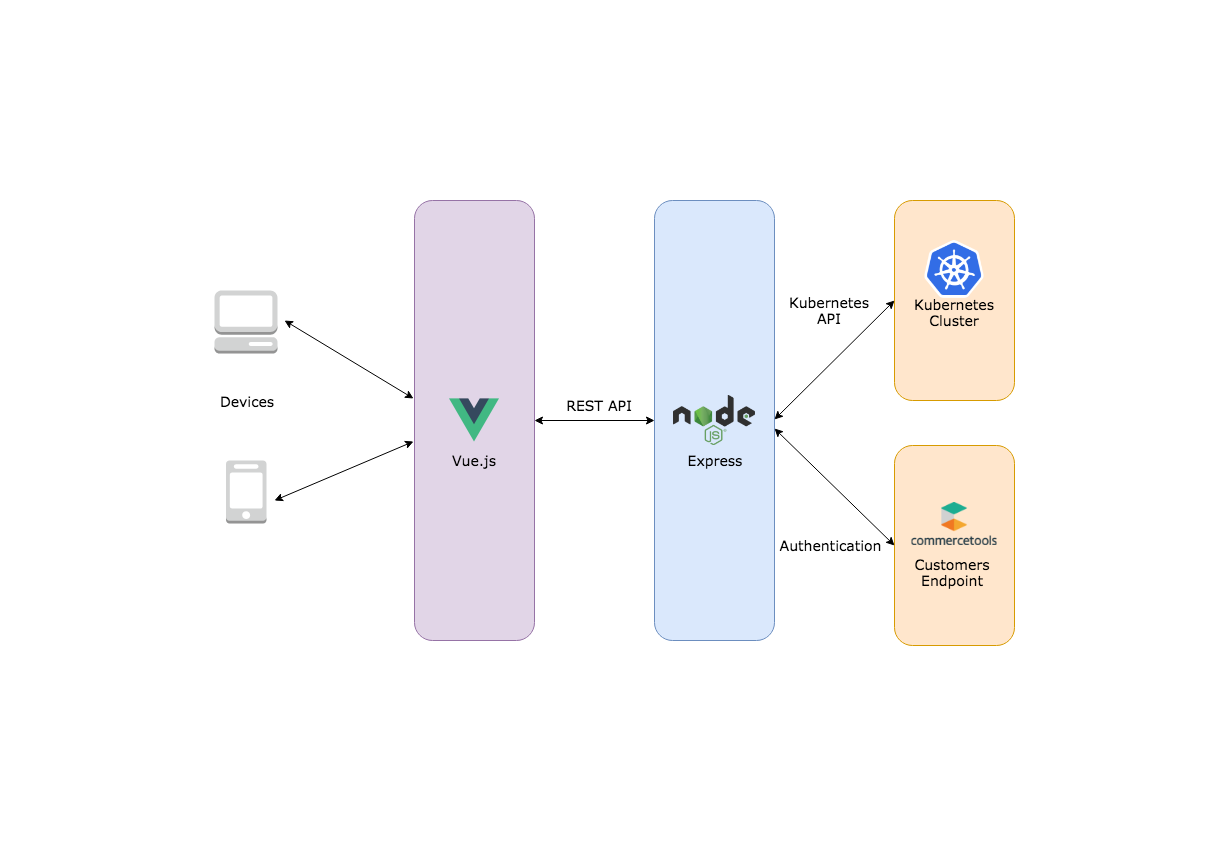 Devices
Vue.js
REST API
node
JS
Express
Kubernetes
API
Authentication
Kubernetes
Cluster
commercetools
Customers
Endpoint